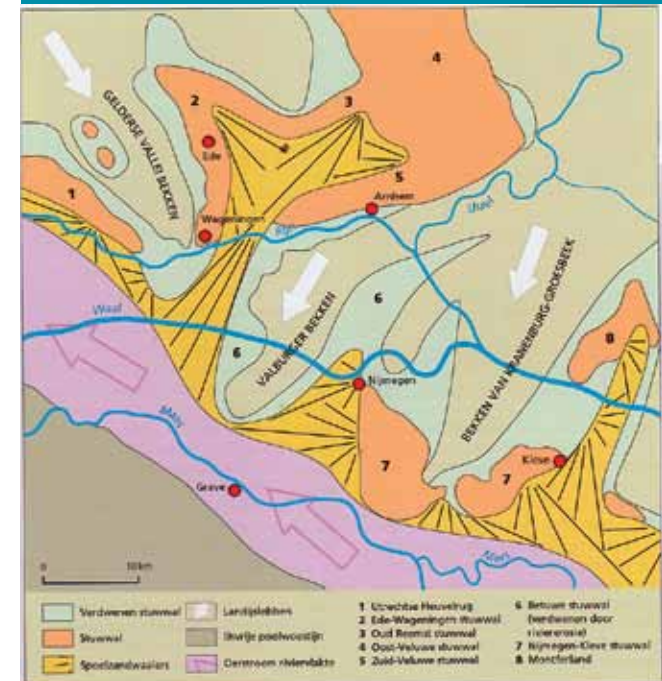 GELDERSE VALLEI BEKKEN
4
2
3
Ede
5
1
Wageningen
Arnhem
Rijn
IJssel
6
VALBURGER BEKKEN
BEKKEN VAN KRANENBURG-GROESBEEK
Waal
6
8
Nijmegen
Maas
Kleve
7
7
Grave
0
10km
Verdwenen stuwwal
Stuwwal
Spoelzandwaaiers
Landijslobben
IJsvrije poolwoestijn
Oerstroom riviervlakte
1 Utrechtse Heuvelrug
2 Ede-Wageningen stuwwal
3 Oud Reemst stuwwal
4 Oost-Veluwe stuwwal
5 Zuid-Veluwe stuwwal
6 Betuwe stuwwal
(verdwenen door
riviererosie)
7 Nijmegen-Kleve stuwwal
8 Montferland